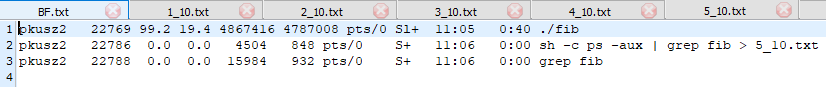 BF.txt 1_10.txt 2_10.txt 3_10.txt 4_10.txt 5_10.txt
1 pkusz2 22769 99.2 19.4 4867416 4787008 pts/0 Sl+ 11:05 0:40 ./fib
2 pkusz2 22786 0.0 0.0 4504 848 pts/0 S+ 11:06 0:00 sh -c ps -aux | grep fib > 5_10.txt
3 pkusz2 22788 0.0 0.0 15984 932 pts/0 S+ 11:06 0:00 grep fib
4